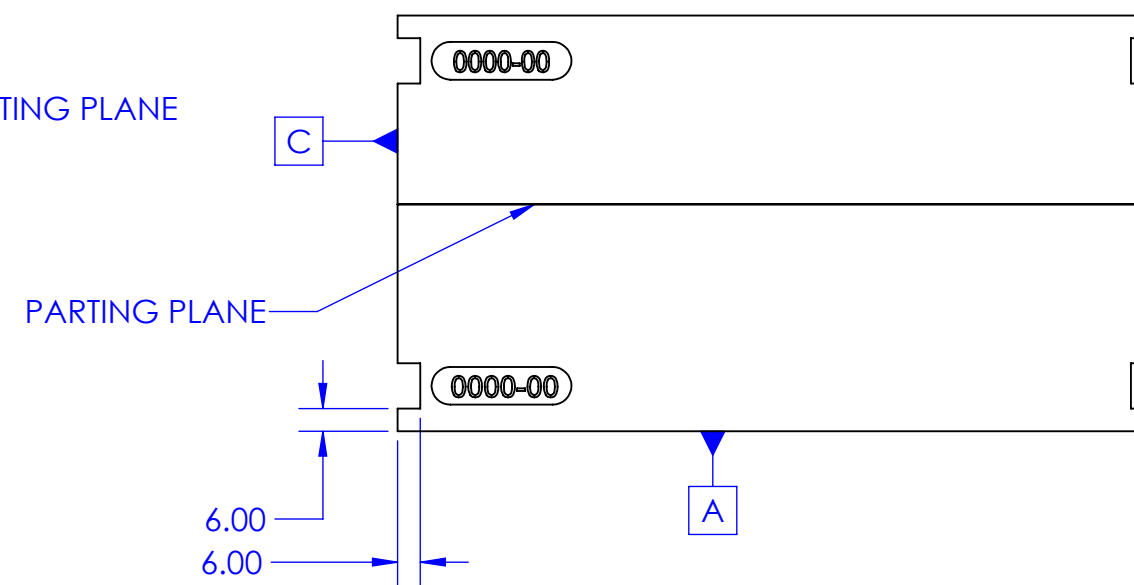 0000-00
TING PLANE
C
PARTING PLANE
0000-00
6.00
A
6.00